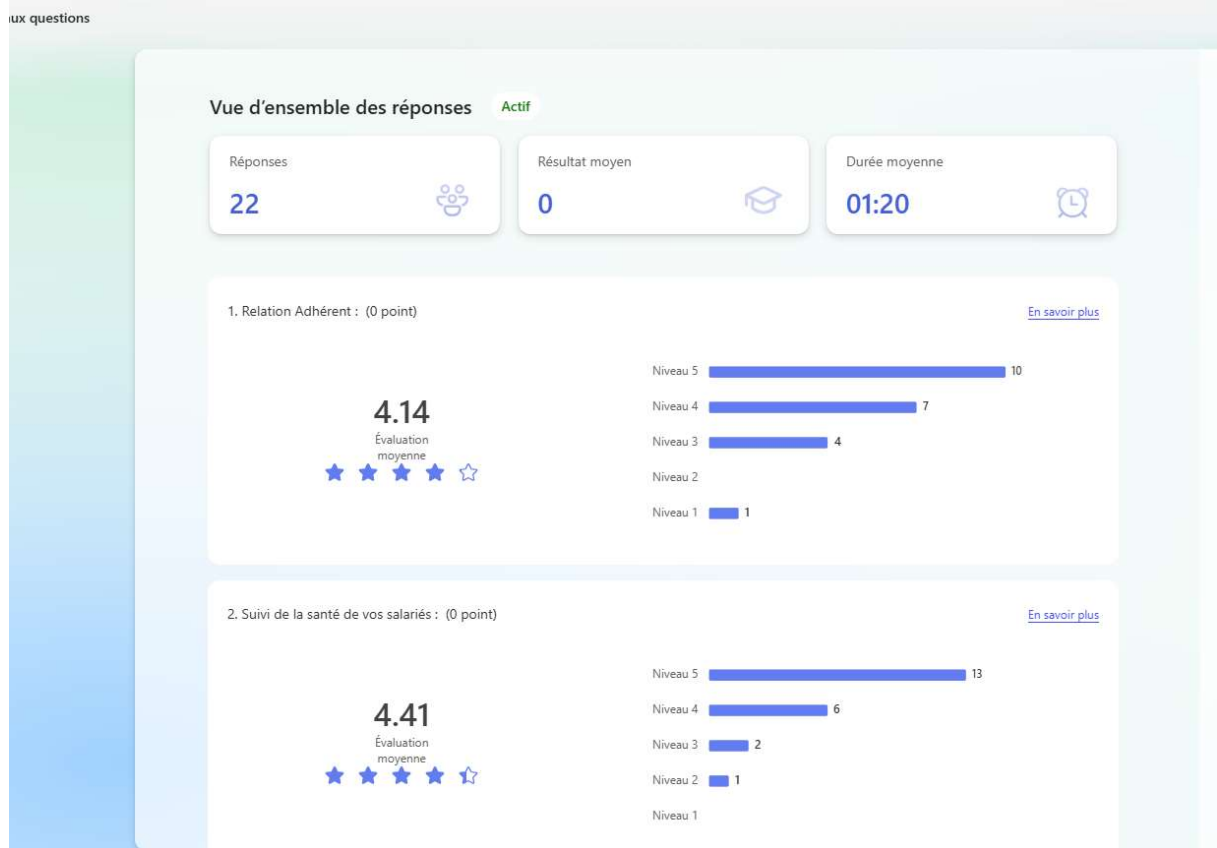 ux questions
Vue d’ensemble des réponses Actif
Réponses
22
Résultat moyen
0
Durée moyenne
01:20
1. Relation Adhérent : (0 point)
En savoir plus
4.14
Évaluation
moyenne
Niveau 5 10
Niveau 4 7
Niveau 3 4
Niveau 2
Niveau 1 1
2. Suivi de la santé de vos salariés : (0 point)
En savoir plus
4.41
Évaluation
moyenne
Niveau 5 13
Niveau 4 6
Niveau 3 2
Niveau 2 1
Niveau 1